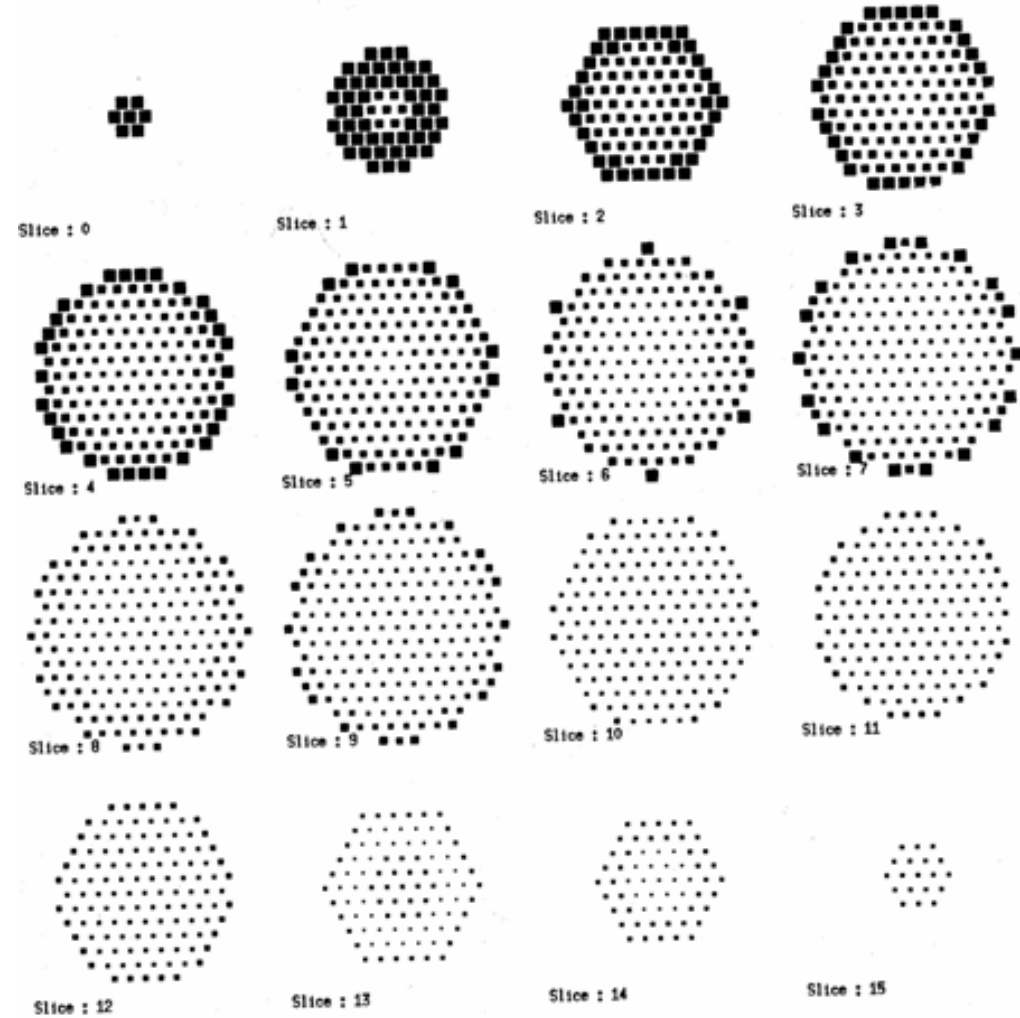 Slice : 0
Slice : 1
Slice : 2
Slice : 3
Slice : 4
Slice : 5
Slice : 6
Slice : 7
Slice : 8
Slice : 9
Slice : 10
Slice : 11
Slice : 12
Slice : 13
Slice : 14
Slice : 15